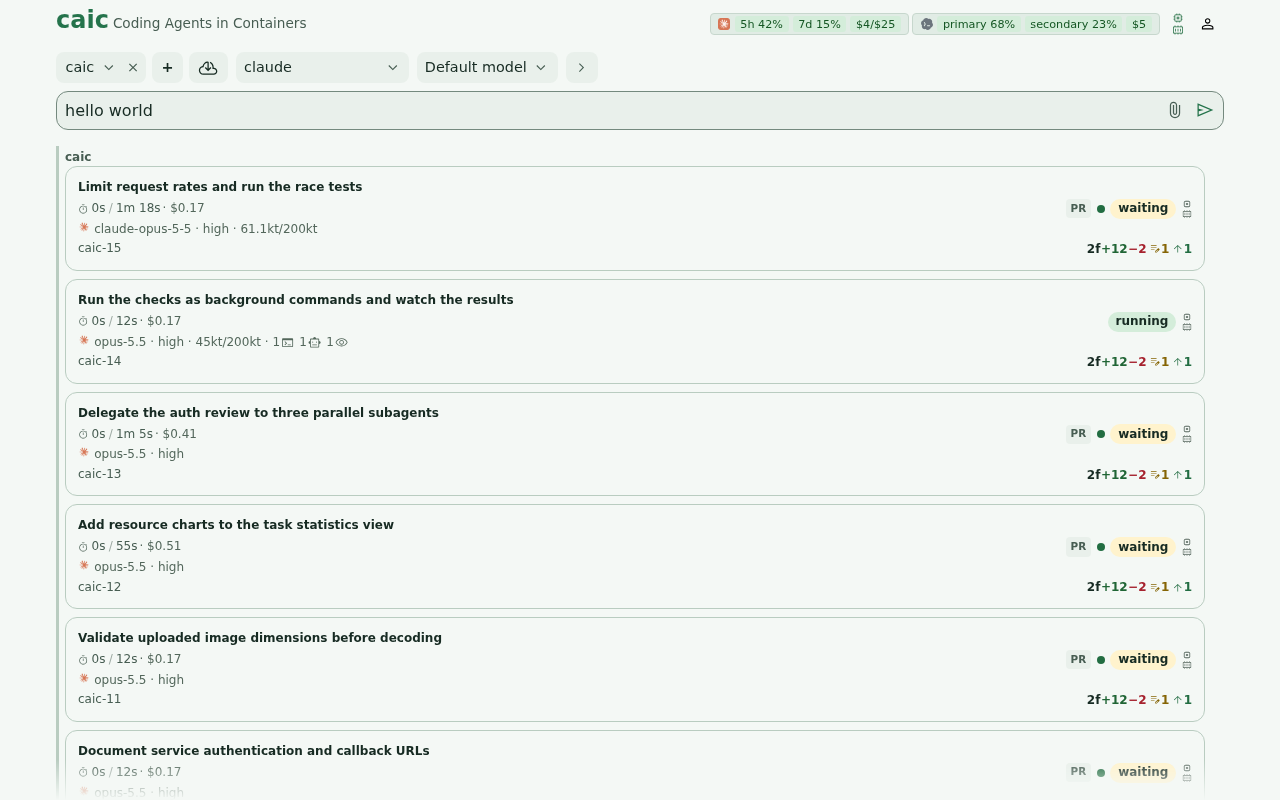 caic Coding Agents in Containers
5h 42% 7d 15% $4/$25 primary 68% secondary 23% $5
caic × + claude Default model
hello world
caic
Limit request rates and run the race tests
0s / 1m 18s · $0.17
PR waiting
claude-opus-5-5 · high · 61.1kt/200kt
caic-15
2f+12−2 1 ↑1
Run the checks as background commands and watch the results
0s / 12s · $0.17
running
opus-5.5 · high · 45kt/200kt · 1 1 1
caic-14
2f+12−2 1 ↑1
Delegate the auth review to three parallel subagents
0s / 1m 5s · $0.41
PR waiting
opus-5.5 · high
caic-13
2f+12−2 1 ↑1
Add resource charts to the task statistics view
0s / 55s · $0.51
PR waiting
opus-5.5 · high
caic-12
2f+12−2 1 ↑1
Validate uploaded image dimensions before decoding
0s / 12s · $0.17
PR waiting
opus-5.5 · high
caic-11
2f+12−2 1 ↑1
Document service authentication and callback URLs
0s / 12s · $0.17
PR waiting
opus-5.5 · high